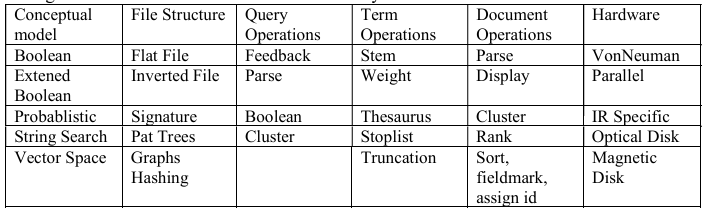 Conceptual model | File Structure | Query Operations | Term Operations | Document Operations | Hardware
Boolean | Flat File | Feedback | Stem | Parse | VonNeuman
Extened Boolean | Inverted File | Parse | Weight | Display | Parallel
Probablistic | Signature | Boolean | Thesaurus | Cluster | IR Specific
String Search | Pat Trees | Cluster | Stoplist | Rank | Optical Disk
Vector Space | Graphs Hashing | | Truncation | Sort, fieldmark, assign id | Magnetic Disk